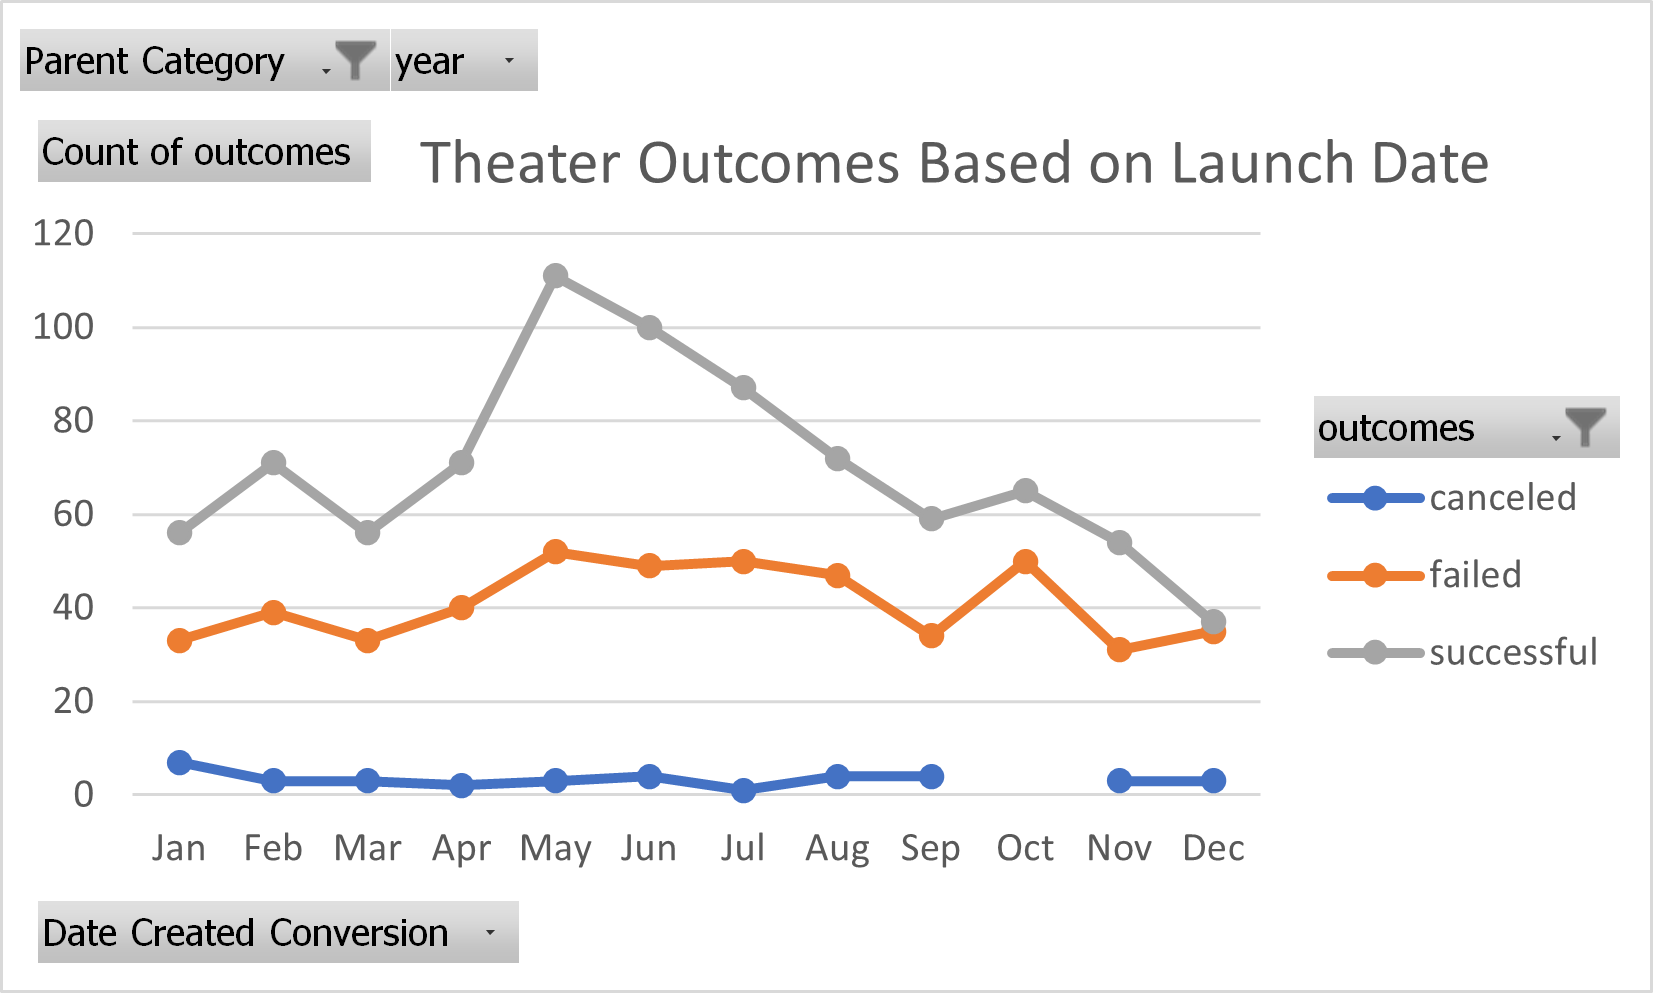 Parent Category year
Count of outcomes
Theater Outcomes Based on Launch Date
120
100
80
60
40
20
0
Jan Feb Mar Apr May Jun Jul Aug Sep Oct Nov Dec
outcomes
canceled
failed
successful
Date Created Conversion